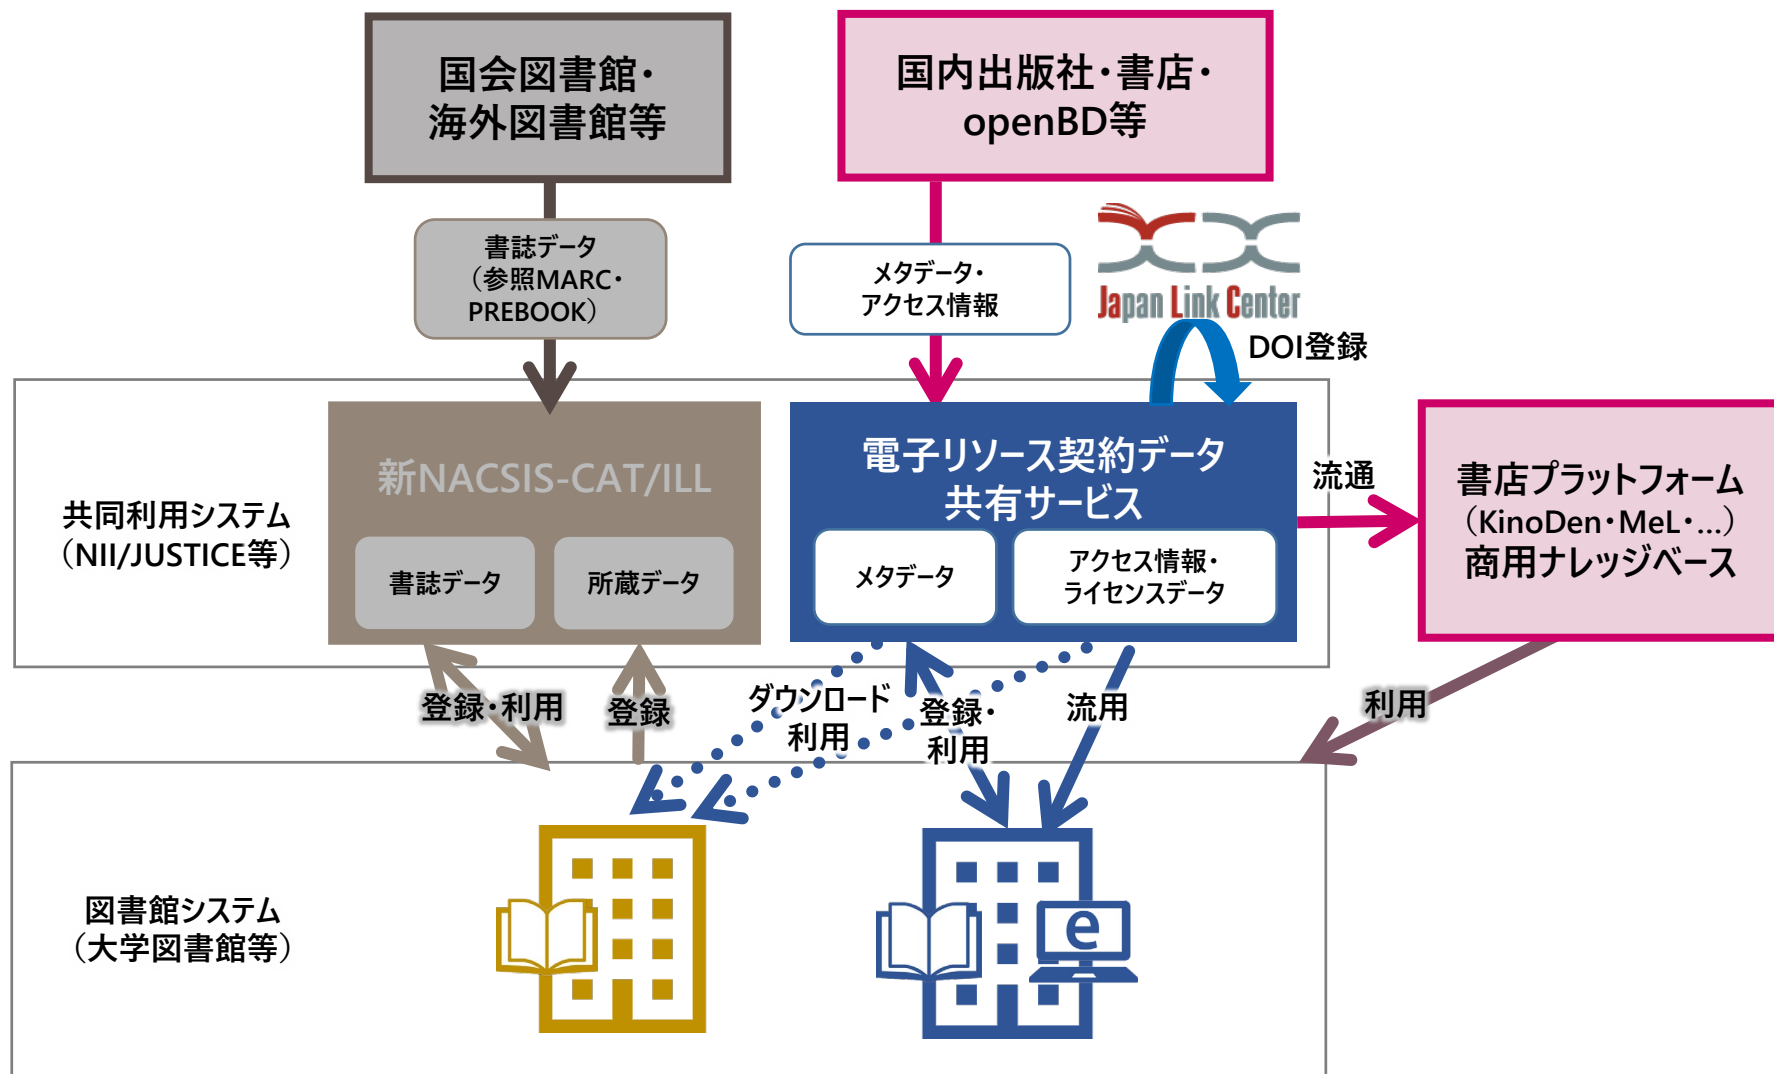 国会図書館・
海外図書館等
国内出版社・書店・
openBD等
書誌データ
（参照MARC・
PREBOOK）
メタデータ・
アクセス情報
Japan Link Center
DOI登録
共同利用システム
（NII/JUSTICE等）
新NACSIS-CAT/ILL
書誌データ
所蔵データ
電子リソース契約データ
共有サービス
メタデータ
アクセス情報・
ライセンスデータ
流通
書店プラットフォーム
（KinoDen・MeL・…）
商用ナレッジベース
登録・利用
登録
ダウンロード
利用
登録・
利用
流用
利用
図書館システム
（大学図書館等）
e